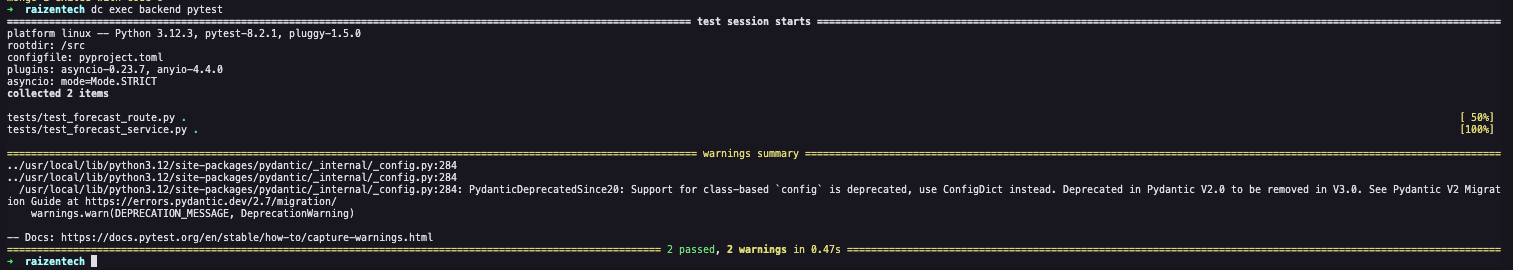 ➜  raizentech dc exec backend pytest
test session starts
platform linux -- Python 3.12.3, pytest-8.2.1, pluggy-1.5.0
rootdir: /src
configfile: pyproject.toml
plugins: asyncio-0.23.7, anyio-4.4.0
asyncio: mode=Mode.STRICT
collected 2 items
tests/test_forecast_route.py . [ 50%]
tests/test_forecast_service.py . [100%]
warnings summary
../usr/local/lib/python3.12/site-packages/pydantic/_internal/_config.py:284
../usr/local/lib/python3.12/site-packages/pydantic/_internal/_config.py:284
/usr/local/lib/python3.12/site-packages/pydantic/_internal/_config.py:284: PydanticDeprecatedSince20: Support for class-based `config` is deprecated, use ConfigDict instead. Deprecated in Pydantic V2.0 to be removed in V3.0. See Pydantic V2 Migrat
ion Guide at https://errors.pydantic.dev/2.7/migration/
warnings.warn(DEPRECATION_MESSAGE, DeprecationWarning)
-- Docs: https://docs.pytest.org/en/stable/how-to/capture-warnings.html
2 passed, 2 warnings in 0.47s
➜  raizentech